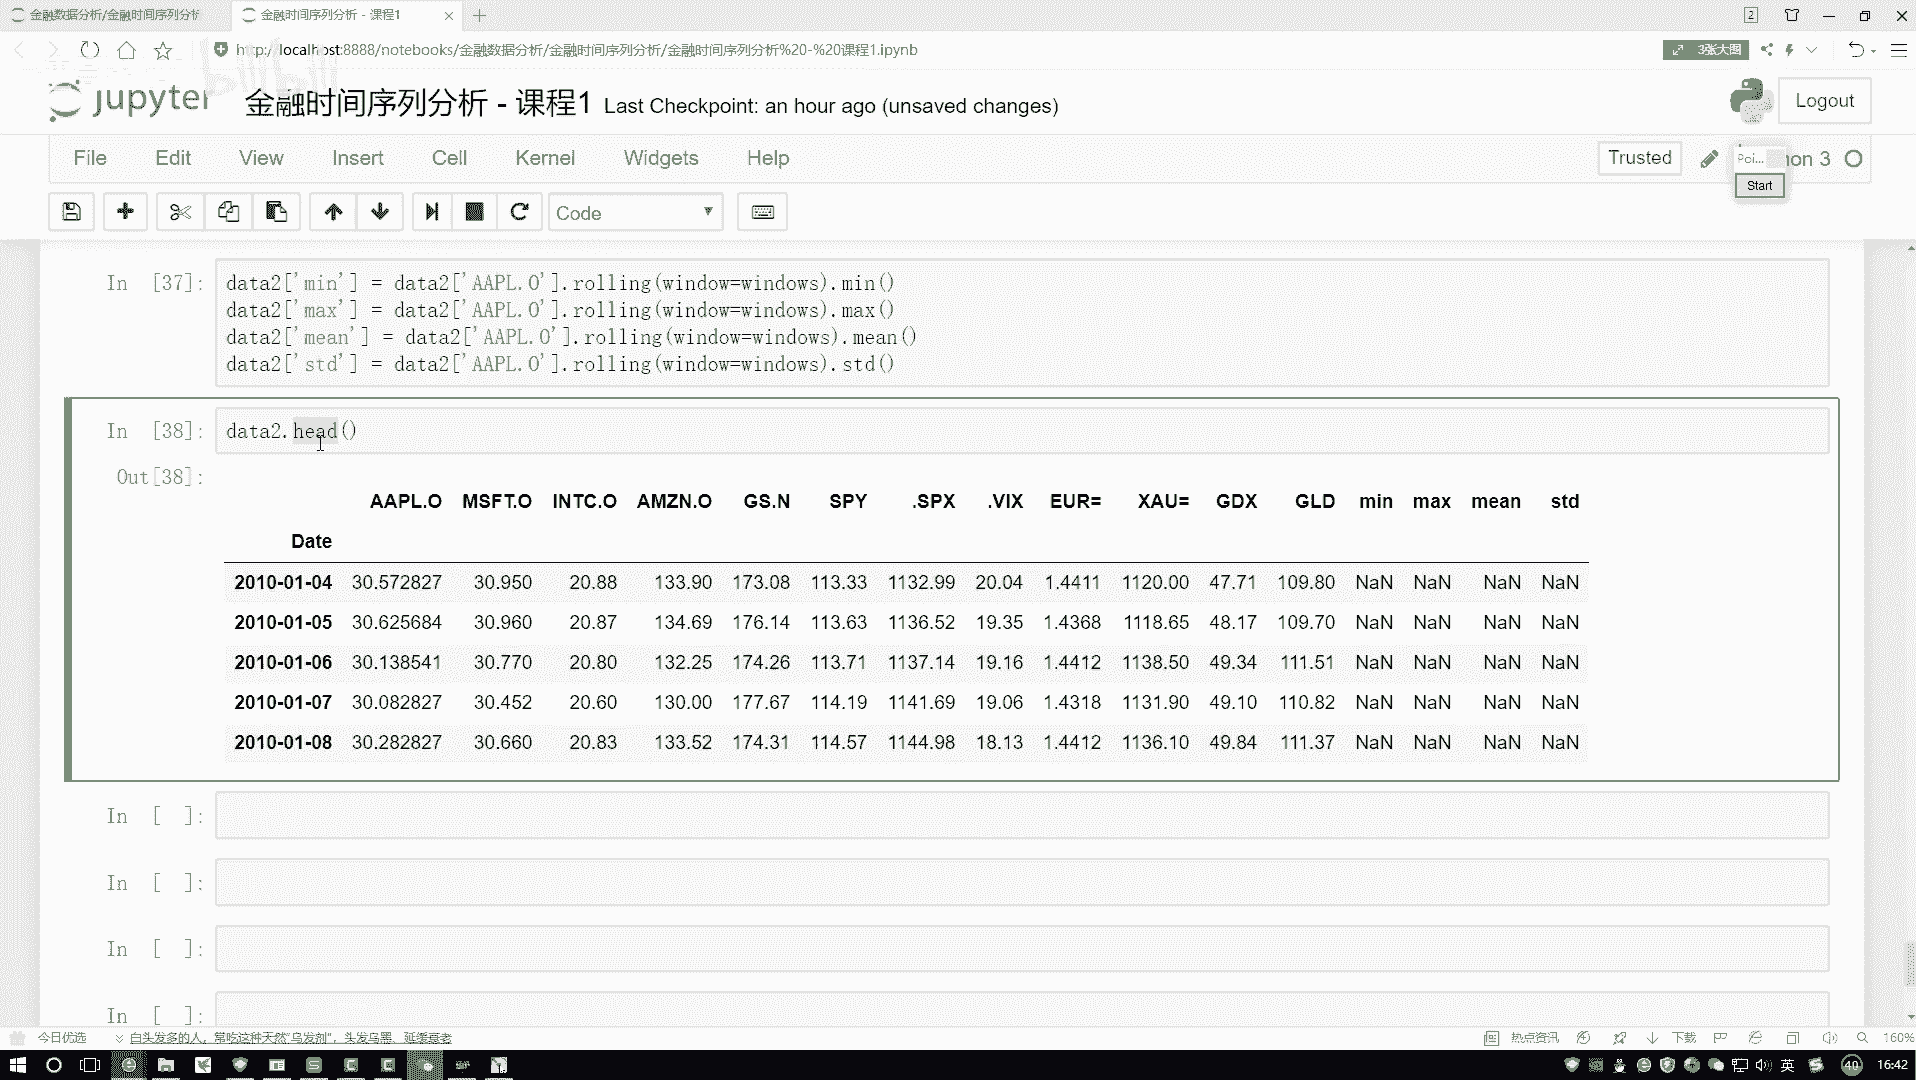 金融数据分析/金融时间序列分析
金融时间序列分析 - 课程1
2
http://localhost:8888/notebooks/金融数据分析/金融时间序列分析/金融时间序列分析%20-%20课程1.ipynb
3张大图
bilibili
jupyter 金融时间序列分析 - 课程1 Last Checkpoint: an hour ago (unsaved changes)
Logout
File Edit View Insert Cell Kernel Widgets Help
Trusted
Poi... hon 3
Start
Code
In [37]: data2['min'] = data2['AAPL.O'].rolling(window=windows).min()
data2['max'] = data2['AAPL.O'].rolling(window=windows).max()
data2['mean'] = data2['AAPL.O'].rolling(window=windows).mean()
data2['std'] = data2['AAPL.O'].rolling(window=windows).std()
In [38]: data2.head()
Out[38]:
AAPL.O MSFT.O INTC.O AMZN.O GS.N SPY .SPX .VIX EUR= XAU= GDX GLD min max mean std
Date
2010-01-04 30.572827 30.950 20.88 133.90 173.08 113.33 1132.99 20.04 1.4411 1120.00 47.71 109.80 NaN NaN NaN NaN
2010-01-05 30.625684 30.960 20.87 134.69 176.14 113.63 1136.52 19.35 1.4368 1118.65 48.17 109.70 NaN NaN NaN NaN
2010-01-06 30.138541 30.770 20.80 132.25 174.26 113.71 1137.14 19.16 1.4412 1138.50 49.34 111.51 NaN NaN NaN NaN
2010-01-07 30.082827 30.452 20.60 130.00 177.67 114.19 1141.69 19.06 1.4318 1131.90 49.10 110.82 NaN NaN NaN NaN
2010-01-08 30.282827 30.660 20.83 133.52 174.31 114.57 1144.98 18.13 1.4412 1136.10 49.84 111.37 NaN NaN NaN NaN
In [ ]:
In [ ]:
In [ ]:
In [ ]:
今日优选 白头发多的人，常吃这种天然"乌发剂"，头发乌黑、延缓衰老
热点资讯 下载 160%
英 40 16:42